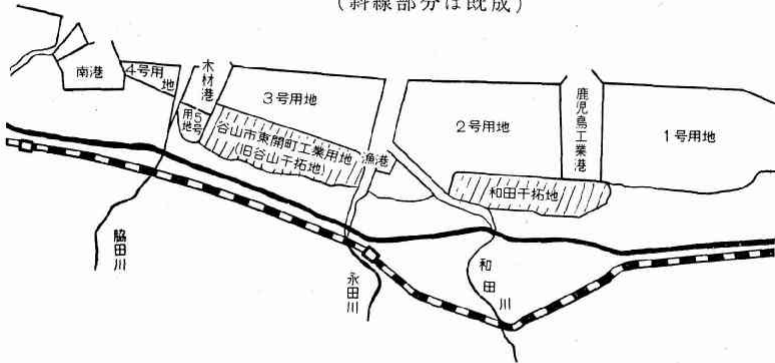 (斜線部分は既成)
南港
4号用地
木材港
用地5号
3号用地
谷山市東開町工業用地
(旧谷山干拓地)
漁港
2号用地
鹿児島工業港
1号用地
和田干拓地
脇田川
永田川
和田川